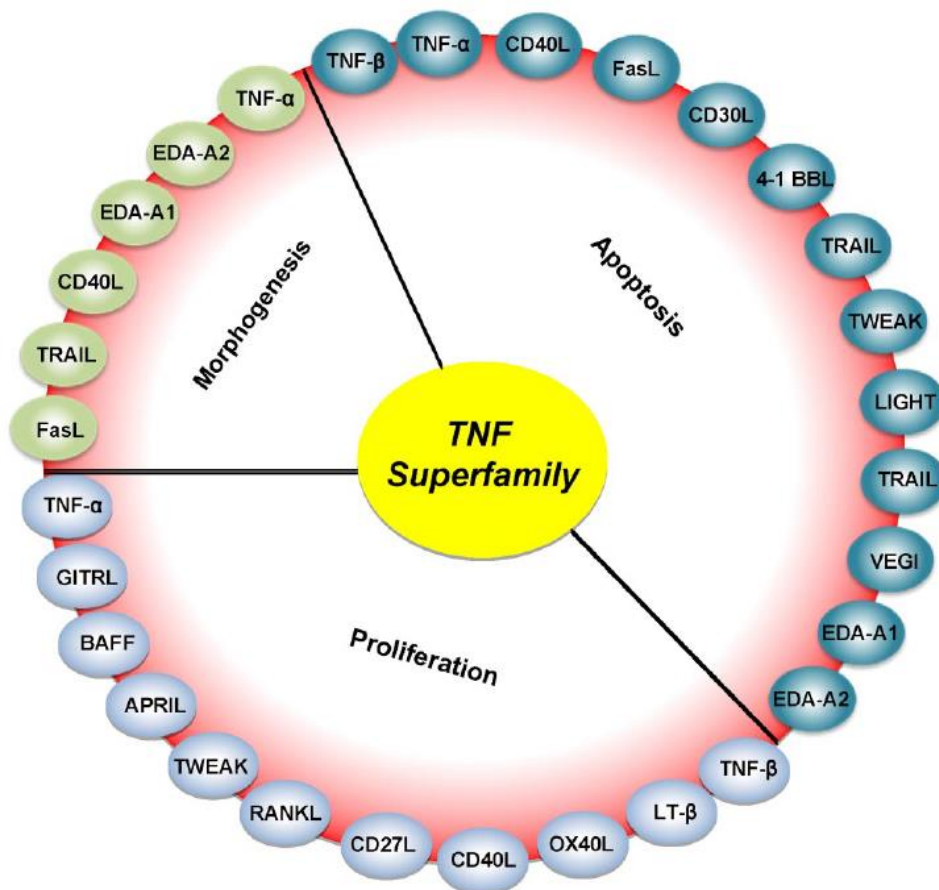 TNF-β
TNF-α
CD40L
FasL
CD30L
4-1 BBL
TRAIL
TWEAK
LIGHT
TRAIL
VEGI
EDA-A1
EDA-A2
TNF-β
LT-β
OX40L
CD40L
CD27L
RANKL
TWEAK
APRIL
BAFF
GITRL
TNF-α
FasL
TRAIL
CD40L
EDA-A1
EDA-A2
TNF-α
Morphogenesis
Apoptosis
Proliferation
TNF
Superfamily